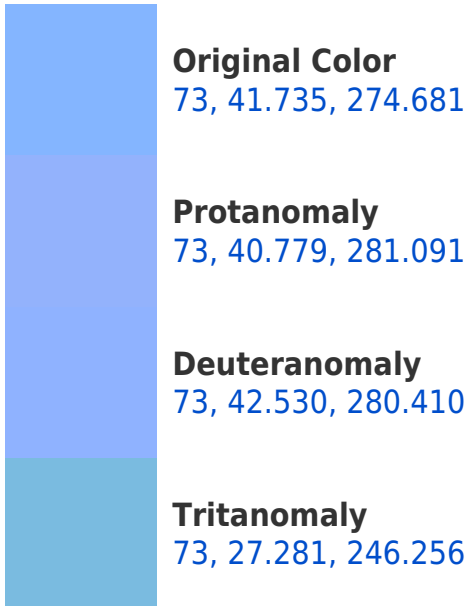 Original Color
73, 41.735, 274.681
Protanomaly
73, 40.779, 281.091
Deuteranomaly
73, 42.530, 280.410
Tritanomaly
73, 27.281, 246.256